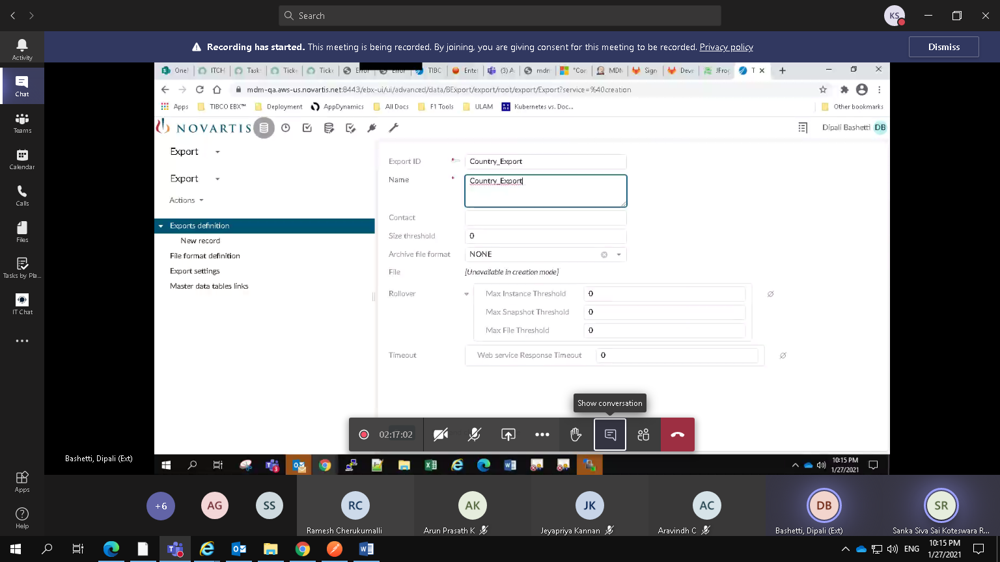 Search
KS
Activity
Recording has started. This meeting is being recorded. By joining, you are giving consent for this meeting to be recorded. Privacy policy
Dismiss
Chat
Teams
Calendar
Calls
Files
Tasks by Pla...
IT Chat
Apps
Help
One
ITCH
Task
Ticke
Ticke
Error
Error
TIBC
Ente
(3) A
mdm
"Con
MDM
Sign
Deve
JFrog
T
mdm-qa.aws-us.novartis.net:8443/ebx-ui/ui/advanced/data/BExport/export/root/export/Export?service=%40creation
Apps
TIBCO EBX™
Deployment
AppDynamics
All Docs
F1 Tools
ULAM
Kubernetes vs. Doc...
Other bookmarks
NOVARTIS
Dipali Bashetti DB
Export
Export
Actions
Exports definition
New record
File format definition
Export settings
Master data tables links
Export ID * Country_Export
Name * Country_Export
Contact
Size threshold 0
Archive file format NONE
File [Unavailable in creation mode]
Rollover Max Instance Threshold 0
Max Snapshot Threshold 0
Max File Threshold 0
Timeout Web service Response Timeout 0
Show conversation
02:17:02
Bashetti, Dipali (Ext)
10:15 PM
1/27/2021
+6
AG
SS
RC
AK
JK
AC
DB
SR
Ramesh Cherukumalli
Arun Prasath K
Jeyapriya Kannan
Aravindh C
Bashetti, Dipali (Ext)
Sanka Siva Sai Koteswara R...
ENG
10:15 PM
1/27/2021